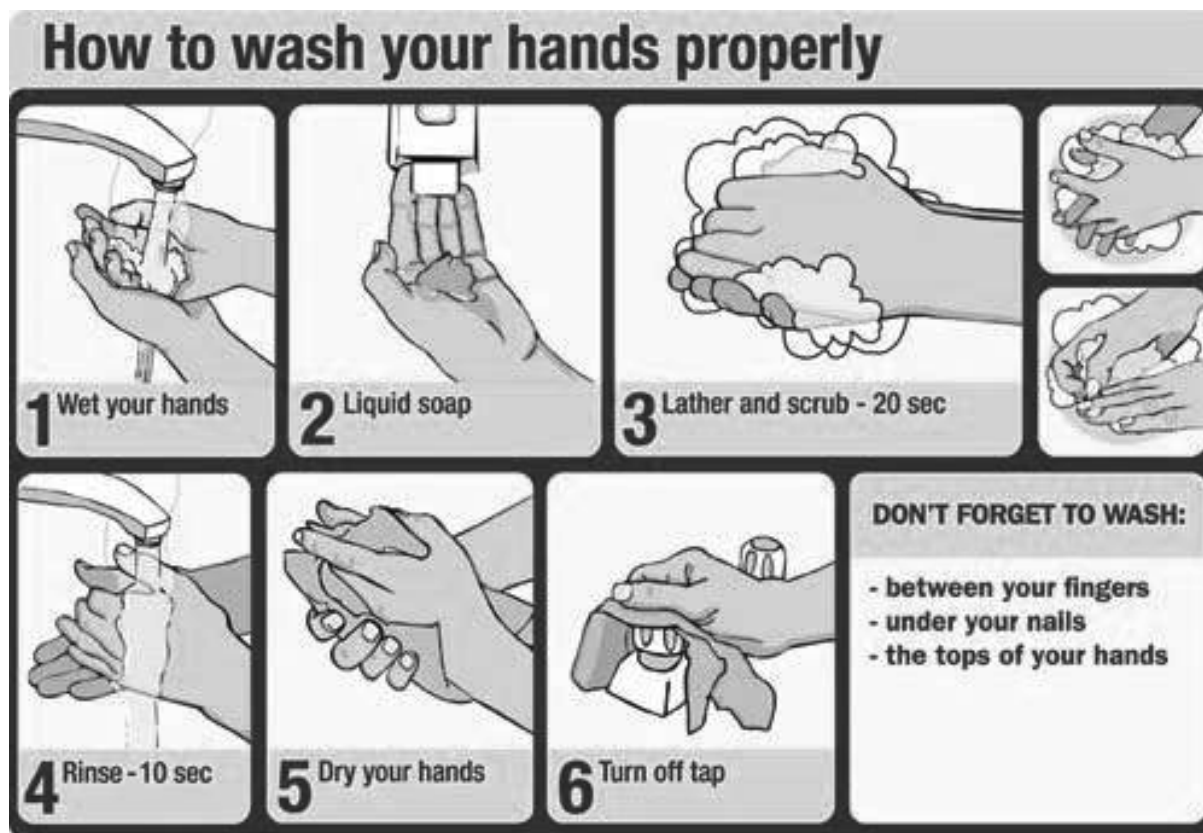 How to wash your hands properly
1 Wet your hands
2 Liquid soap
3 Lather and scrub - 20 sec
4 Rinse - 10 sec
5 Dry your hands
6 Turn off tap
DON'T FORGET TO WASH:
- between your fingers
- under your nails
- the tops of your hands